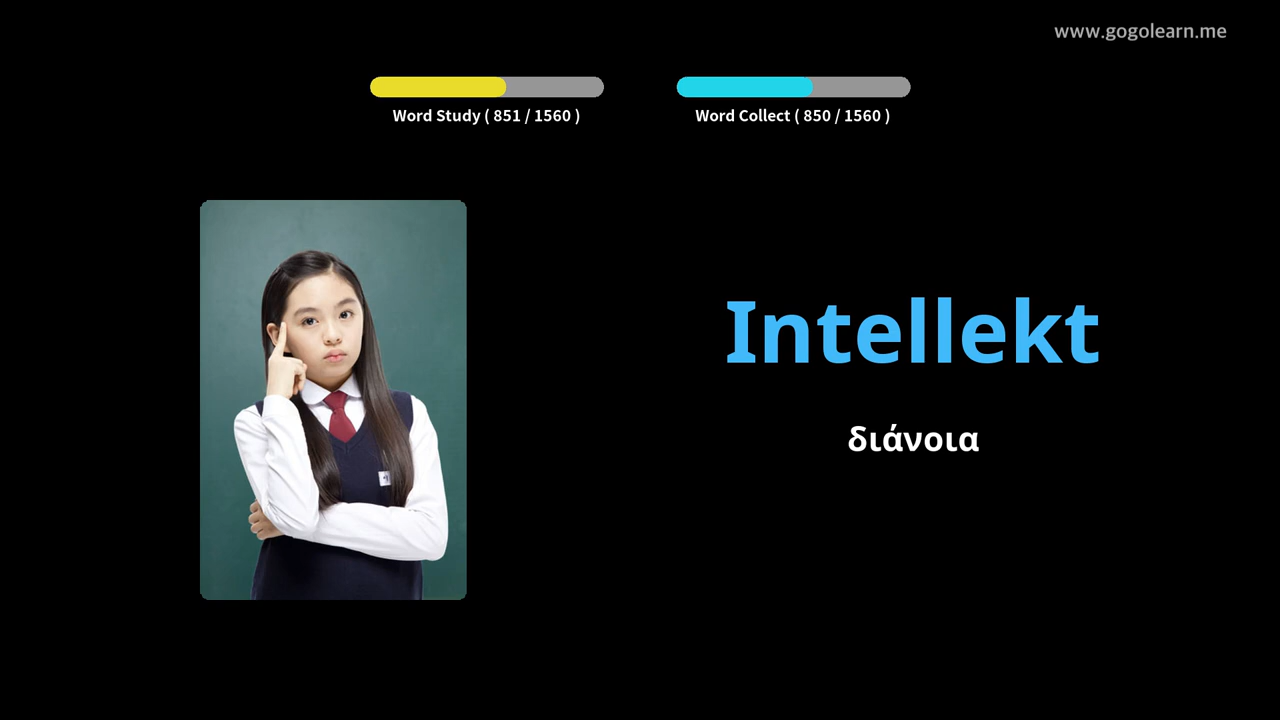 www.gogolearn.me
Word Study ( 851 / 1560 )
Word Collect ( 850 / 1560 )
Intellekt
διάνοια